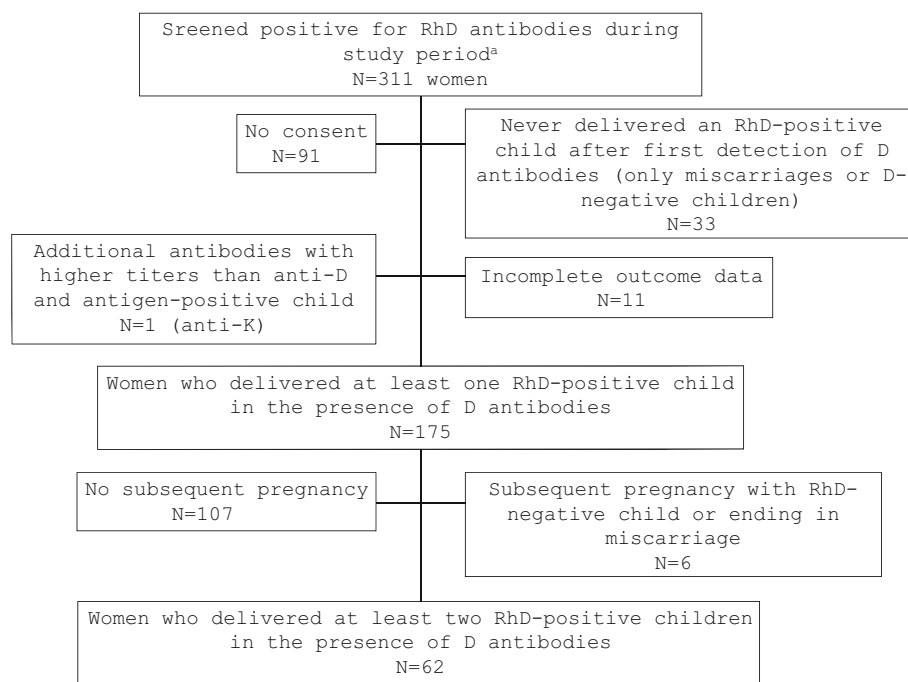 Sreened positive for RhD antibodies during
study periodᵃ
N=311 women
No consent
N=91
Never delivered an RhD-positive
child after first detection of D
antibodies (only miscarriages or D-
negative children)
N=33
Additional antibodies with
higher titers than anti-D
and antigen-positive child
N=1 (anti-K)
Incomplete outcome data
N=11
Women who delivered at least one RhD-positive child
in the presence of D antibodies
N=175
No subsequent pregnancy
N=107
Subsequent pregnancy with RhD-
negative child or ending in
miscarriage
N=6
Women who delivered at least two RhD-positive children
in the presence of D antibodies
N=62